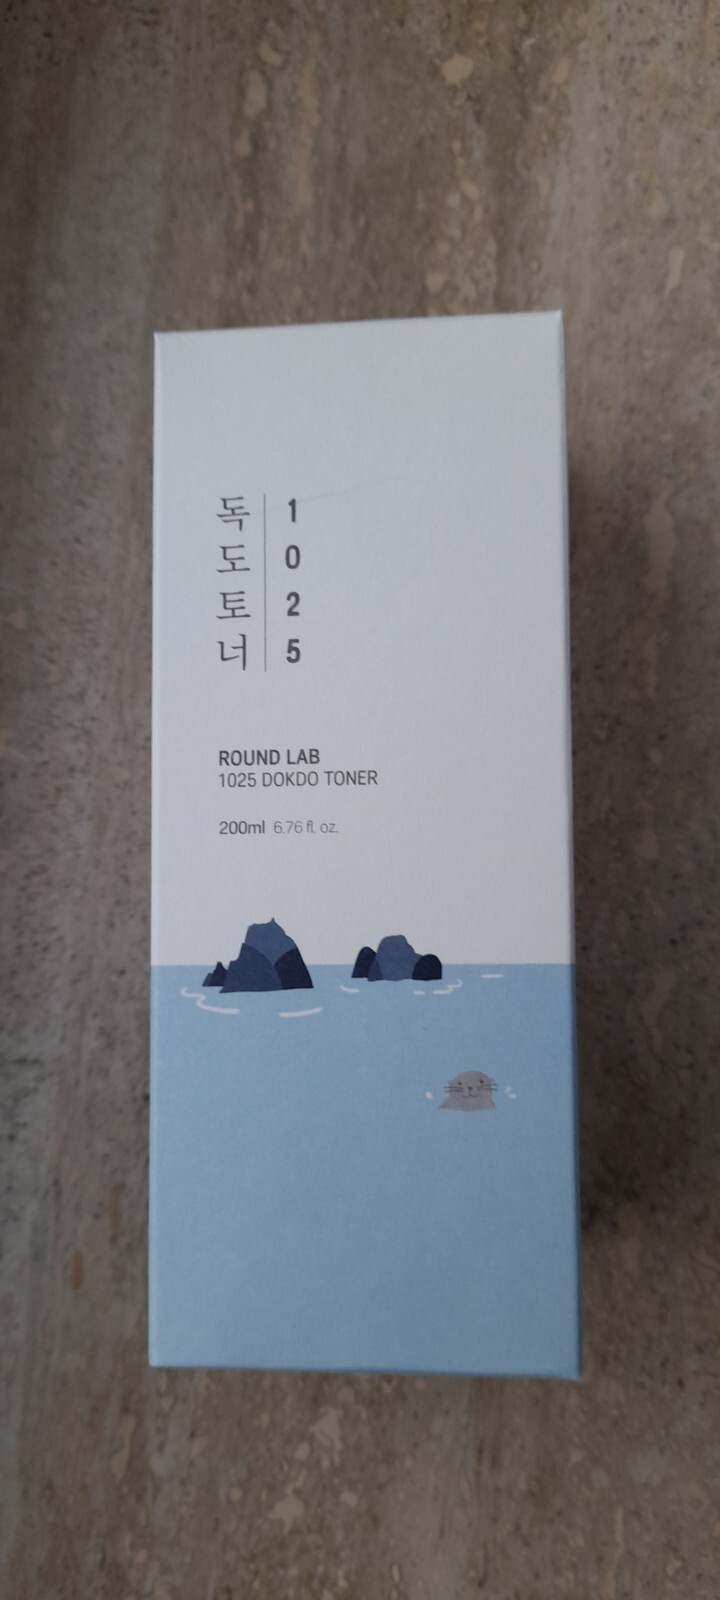 독도토너
1025
ROUND LAB
1025 DOKDO TONER
200ml 6.76 fl. oz.